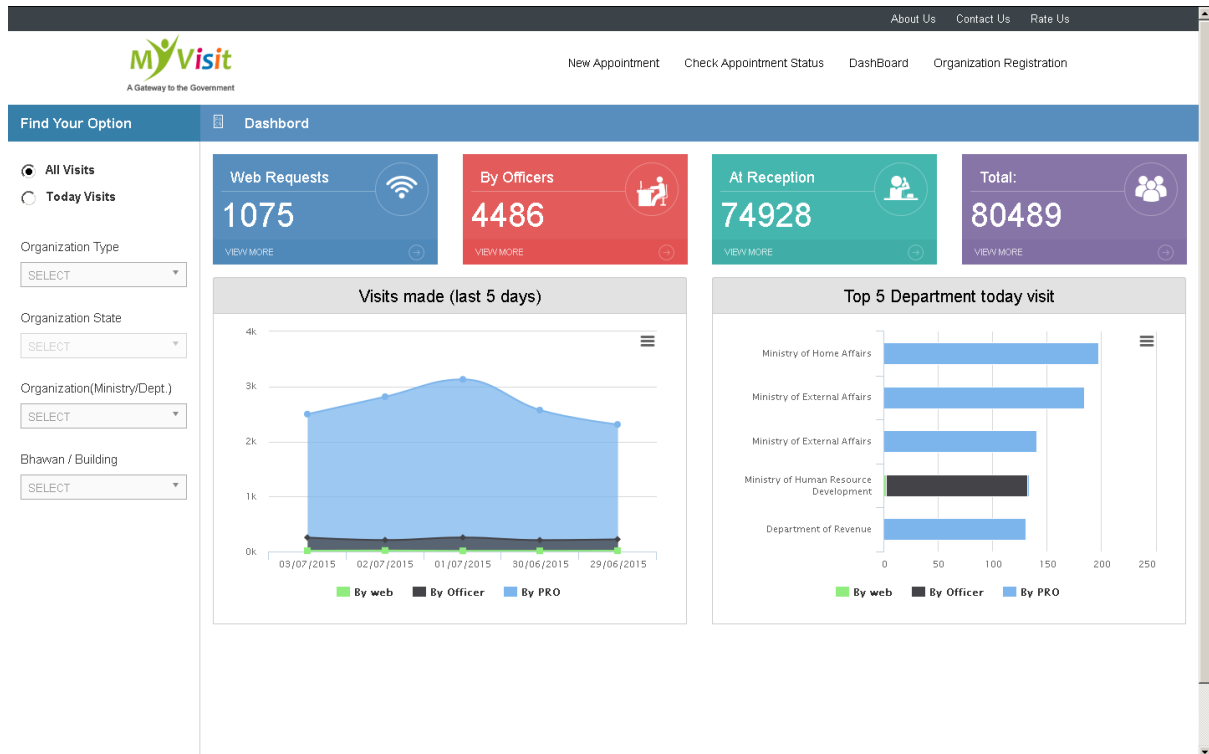 About Us Contact Us Rate Us
MyVisit
A Gateway to the Government
New Appointment Check Appointment Status DashBoard Organization Registration
Find Your Option
Dashbord
All Visits
Today Visits
Organization Type
SELECT
Organization State
SELECT
Organization(Ministry/Dept.)
SELECT
Bhawan / Building
SELECT
Web Requests
1075
VIEW MORE
By Officers
4486
VIEW MORE
At Reception
74928
VIEW MORE
Total:
80489
VIEW MORE
Visits made (last 5 days)
4k
3k
2k
1k
0k
03/07/2015 02/07/2015 01/07/2015 30/06/2015 29/06/2015
By web By Officer By PRO
Top 5 Department today visit
Ministry of Home Affairs
Ministry of External Affairs
Ministry of External Affairs
Ministry of Human Resource
Development
Department of Revenue
0 50 100 150 200 250
By web By Officer By PRO